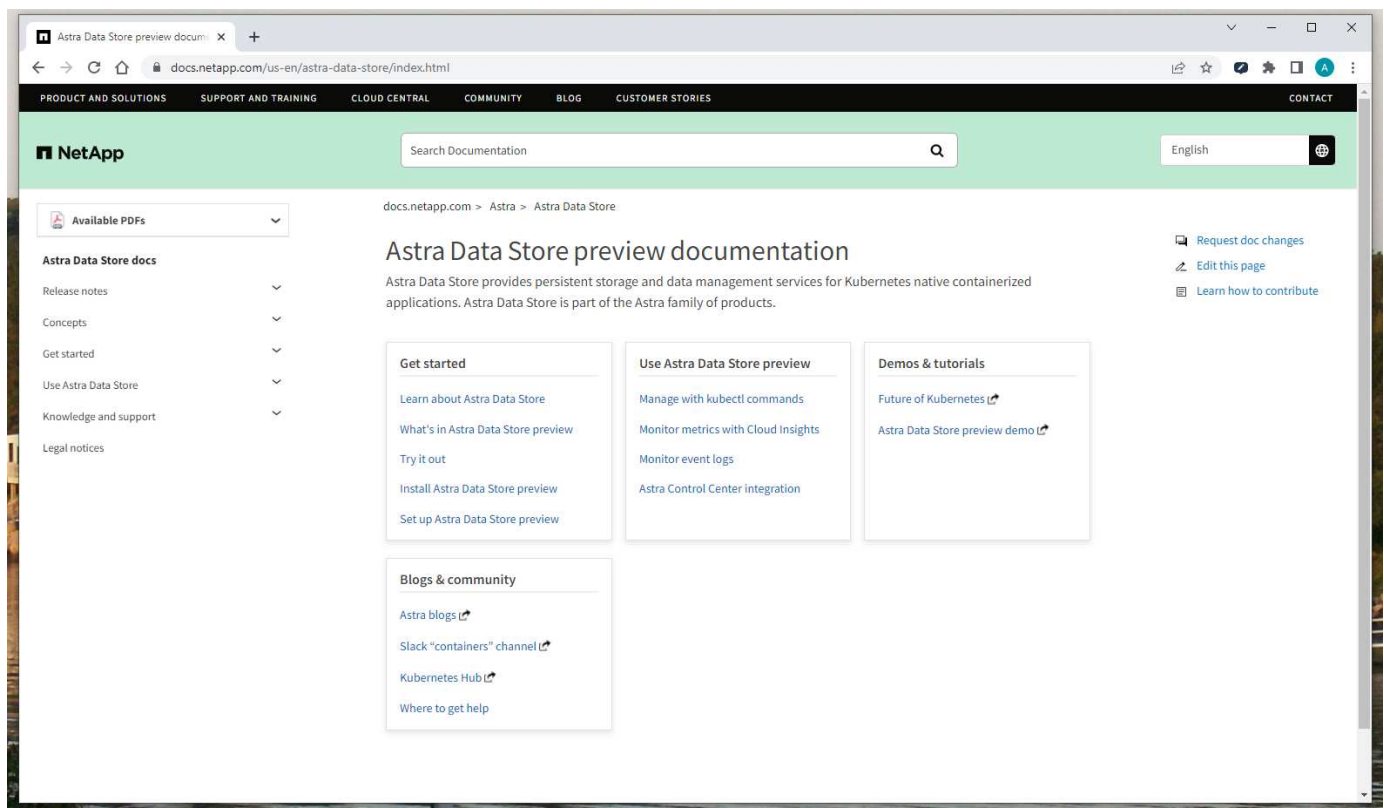 Astra Data Store preview docum
docs.netapp.com/us-en/astra-data-store/index.html
A
PRODUCT AND SOLUTIONS SUPPORT AND TRAINING CLOUD CENTRAL COMMUNITY BLOG CUSTOMER STORIES CONTACT
NetApp Search Documentation English
docs.netapp.com > Astra > Astra Data Store
Available PDFs
Astra Data Store docs
Release notes
Concepts
Get started
Use Astra Data Store
Knowledge and support
Legal notices
Astra Data Store preview documentation
Astra Data Store provides persistent storage and data management services for Kubernetes native containerized
applications. Astra Data Store is part of the Astra family of products.
Request doc changes
Edit this page
Learn how to contribute
Get started
Learn about Astra Data Store
What's in Astra Data Store preview
Try it out
Install Astra Data Store preview
Set up Astra Data Store preview
Use Astra Data Store preview
Manage with kubectl commands
Monitor metrics with Cloud Insights
Monitor event logs
Astra Control Center integration
Demos & tutorials
Future of Kubernetes
Astra Data Store preview demo
Blogs & community
Astra blogs
Slack “containers” channel
Kubernetes Hub
Where to get help